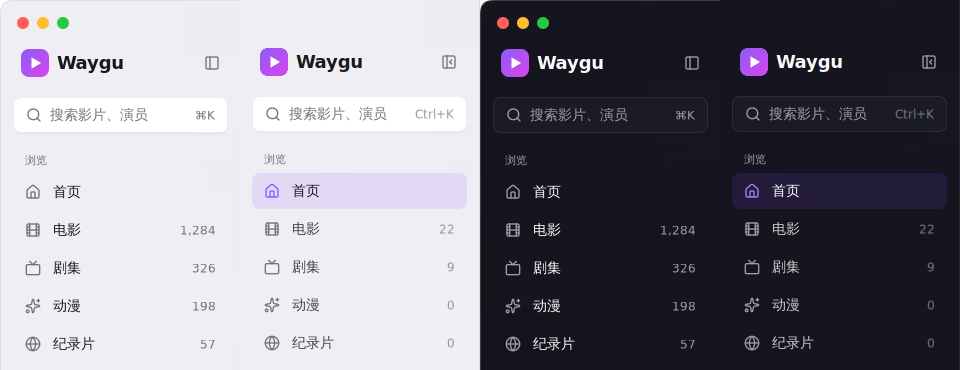 Waygu
搜索影片、演员 ⌘K
浏览
首页
电影 1,284
剧集 326
动漫 198
纪录片 57
Waygu
搜索影片、演员 Ctrl+K
浏览
首页
电影 22
剧集 9
动漫 0
纪录片 0
Waygu
搜索影片、演员 ⌘K
浏览
首页
电影 1,284
剧集 326
动漫 198
纪录片 57
Waygu
搜索影片、演员 Ctrl+K
浏览
首页
电影 22
剧集 9
动漫 0
纪录片 0